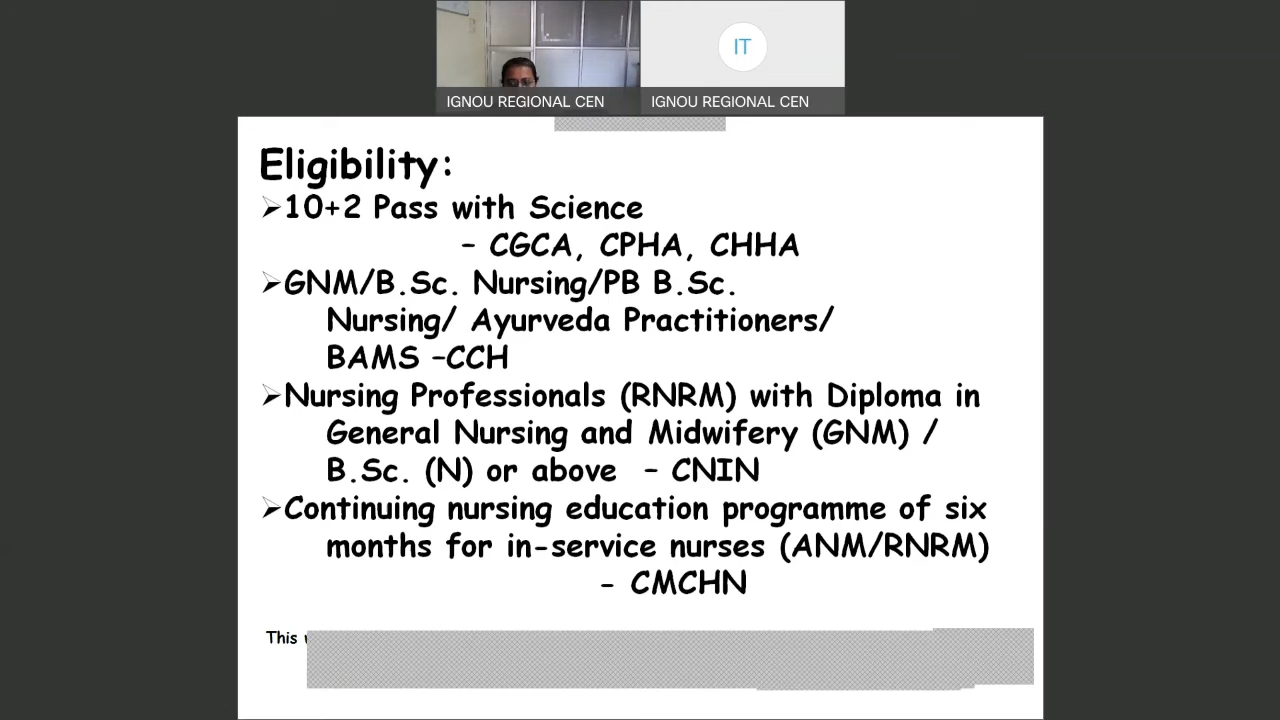 IT
IGNOU REGIONAL CEN
IGNOU REGIONAL CEN
Eligibility:
➢10+2 Pass with Science
– CGCA, CPHA, CHHA
➢GNM/B.Sc. Nursing/PB B.Sc.
Nursing/ Ayurveda Practitioners/
BAMS –CCH
➢Nursing Professionals (RNRM) with Diploma in
General Nursing and Midwifery (GNM) /
B.Sc. (N) or above – CNIN
➢Continuing nursing education programme of six
months for in-service nurses (ANM/RNRM)
- CMCHN
This